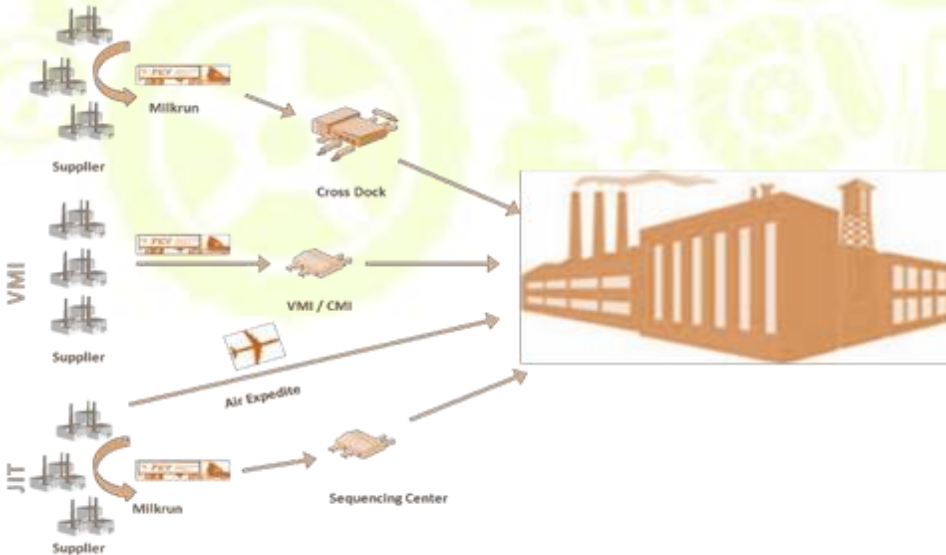 Milkrun
Supplier
Cross Dock
VMI
VMI / CMI
Supplier
Air Expedite
JIT
Milkrun
Sequencing Center
Supplier